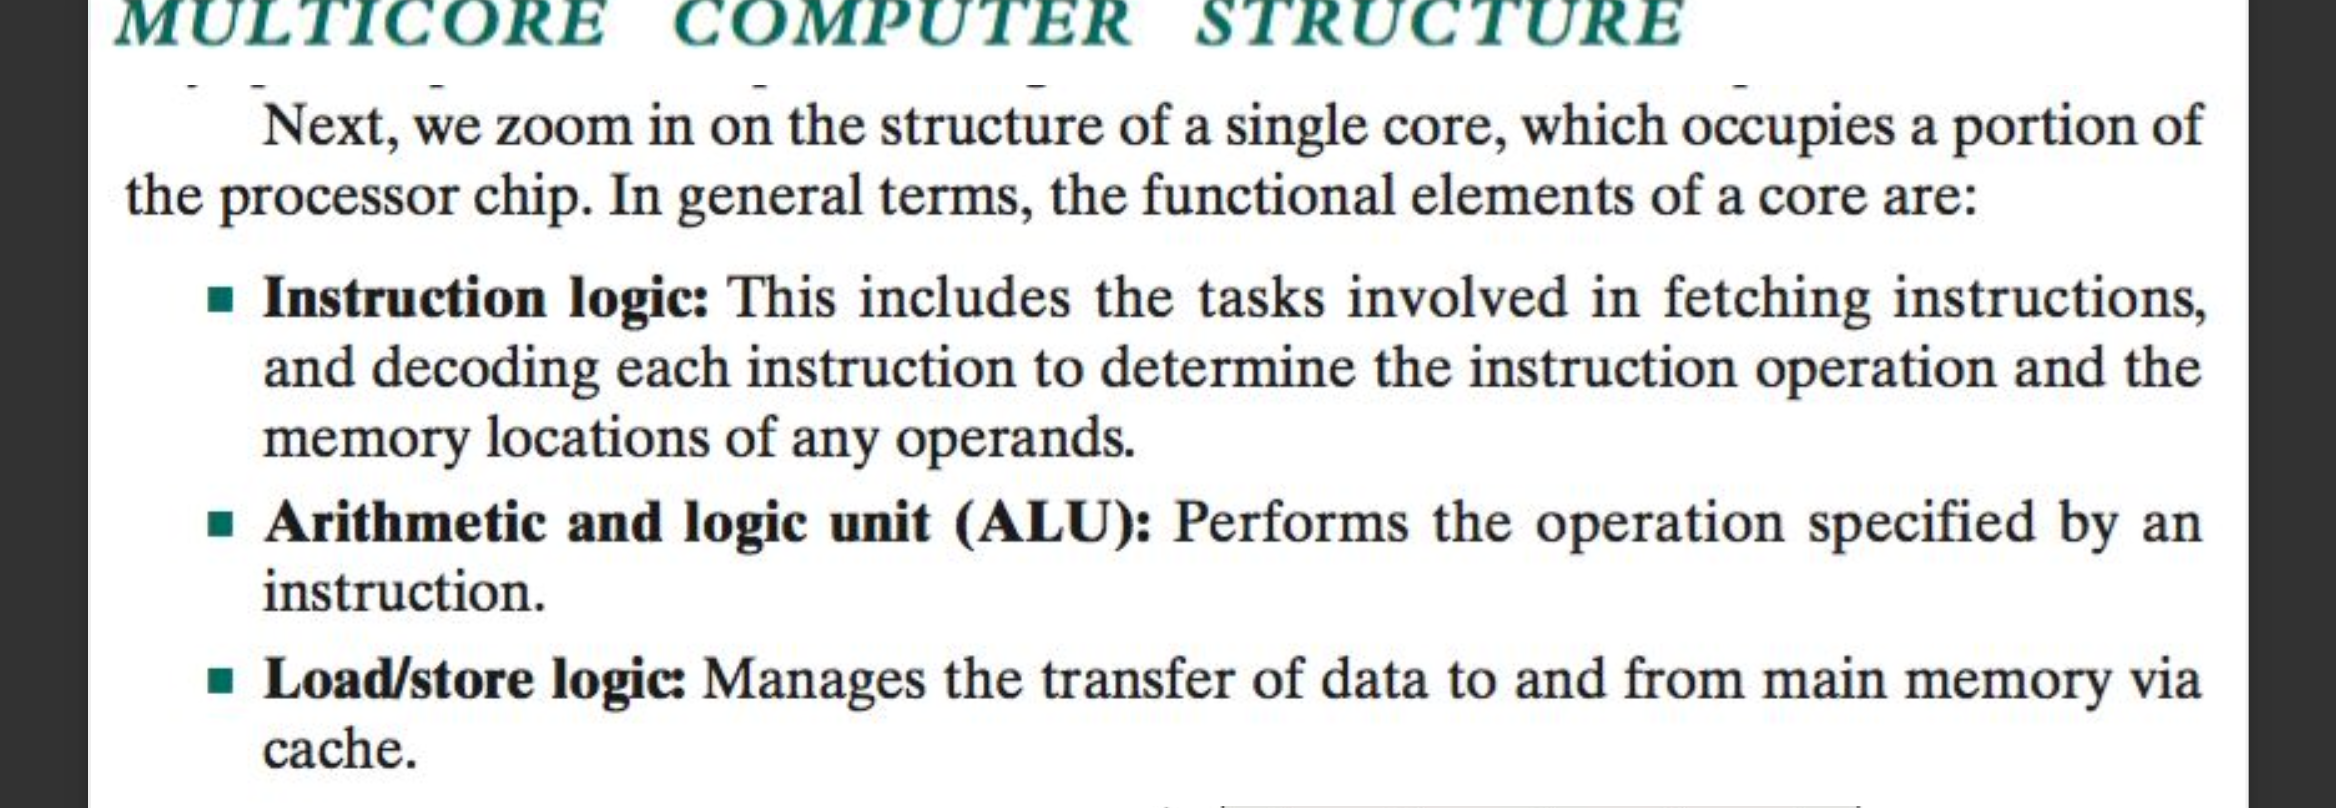 MULTICORE COMPUTER STRUCTURE
Next, we zoom in on the structure of a single core, which occupies a portion of
the processor chip. In general terms, the functional elements of a core are:
■ Instruction logic: This includes the tasks involved in fetching instructions,
and decoding each instruction to determine the instruction operation and the
memory locations of any operands.
■ Arithmetic and logic unit (ALU): Performs the operation specified by an
instruction.
■ Load/store logic: Manages the transfer of data to and from main memory via
cache.